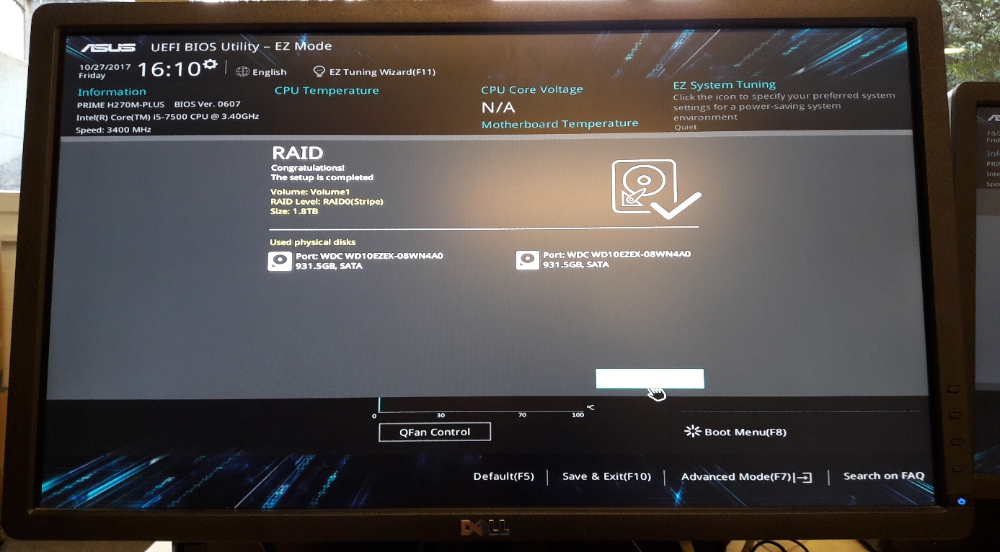 ASUS UEFI BIOS Utility – EZ Mode
10/27/2017
Friday
16:10
English
EZ Tuning Wizard(F11)
Information
PRIME H270M-PLUS BIOS Ver. 0607
Intel(R) Core(TM) i5-7500 CPU @ 3.40GHz
Speed: 3400 MHz
CPU Temperature
CPU Core Voltage
N/A
Motherboard Temperature
EZ System Tuning
Click the icon to specify your preferred system
settings for a power-saving system
environment
Quiet
RAID
Congratulations!
The setup is completed
Volume: Volume1
RAID Level: RAID0(Stripe)
Size: 1.8TB
Used physical disks
Port: WDC WD10EZEX-08WN4A0
931.5GB, SATA
Port: WDC WD10EZEX-08WN4A0
931.5GB, SATA
0 30 70 100 °C
QFan Control
Boot Menu(F8)
Default(F5)
Save & Exit(F10)
Advanced Mode(F7)
Search on FAQ
DELL